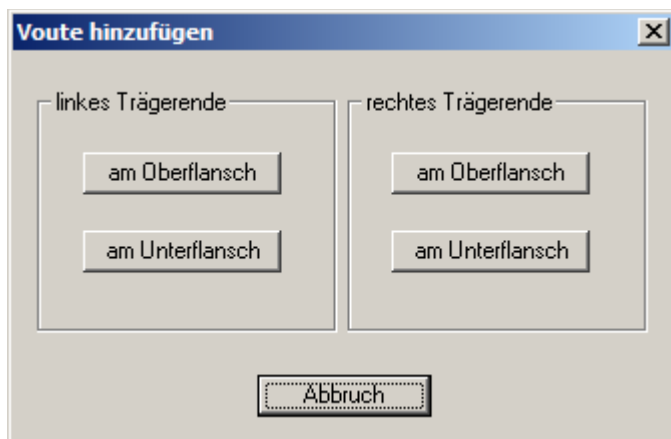 Voute hinzufügen
linkes Trägerende
am Oberflansch
am Unterflansch
rechtes Trägerende
am Oberflansch
am Unterflansch
Abbruch